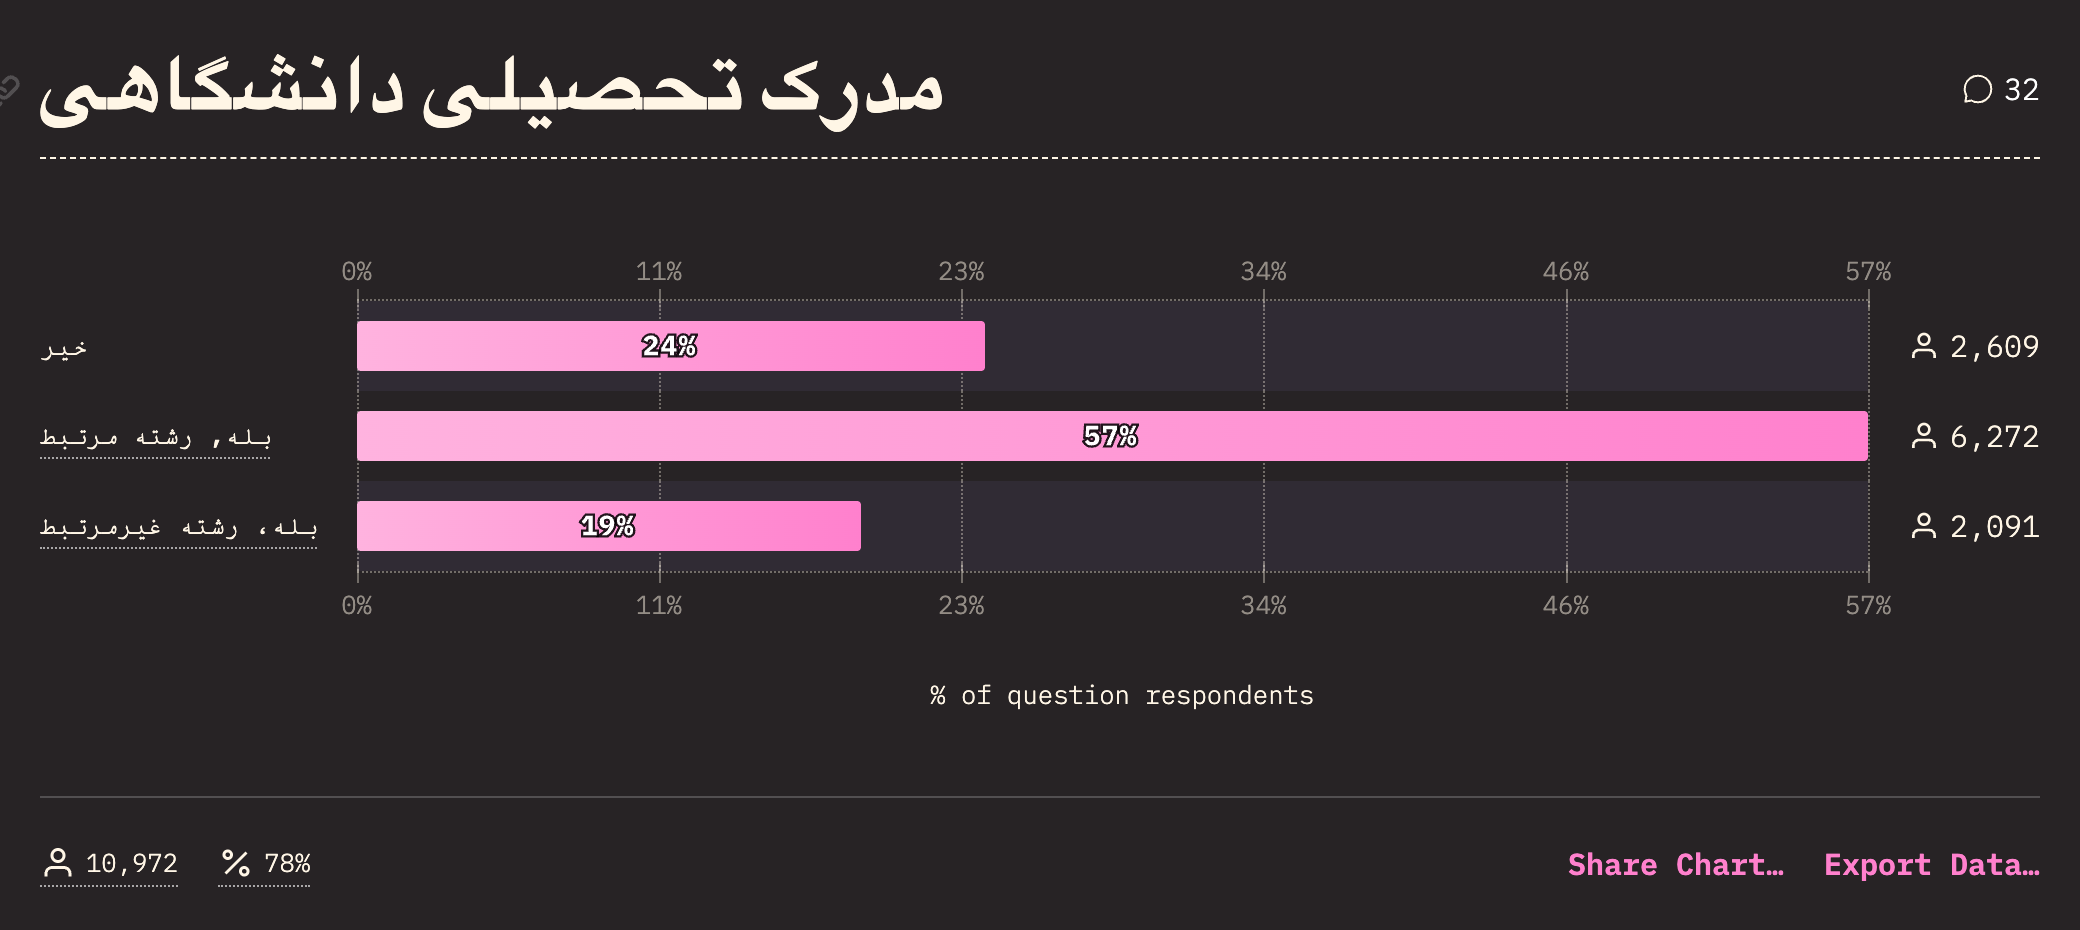 مدرک تحصیلی دانشگاهی
32
0% 11% 23% 34% 46% 57%
خیر 24% 2,609
بله, رشته مرتبط 57% 6,272
بله، رشته غیرمرتبط 19% 2,091
0% 11% 23% 34% 46% 57%
% of question respondents
10,972 78% Share Chart… Export Data…